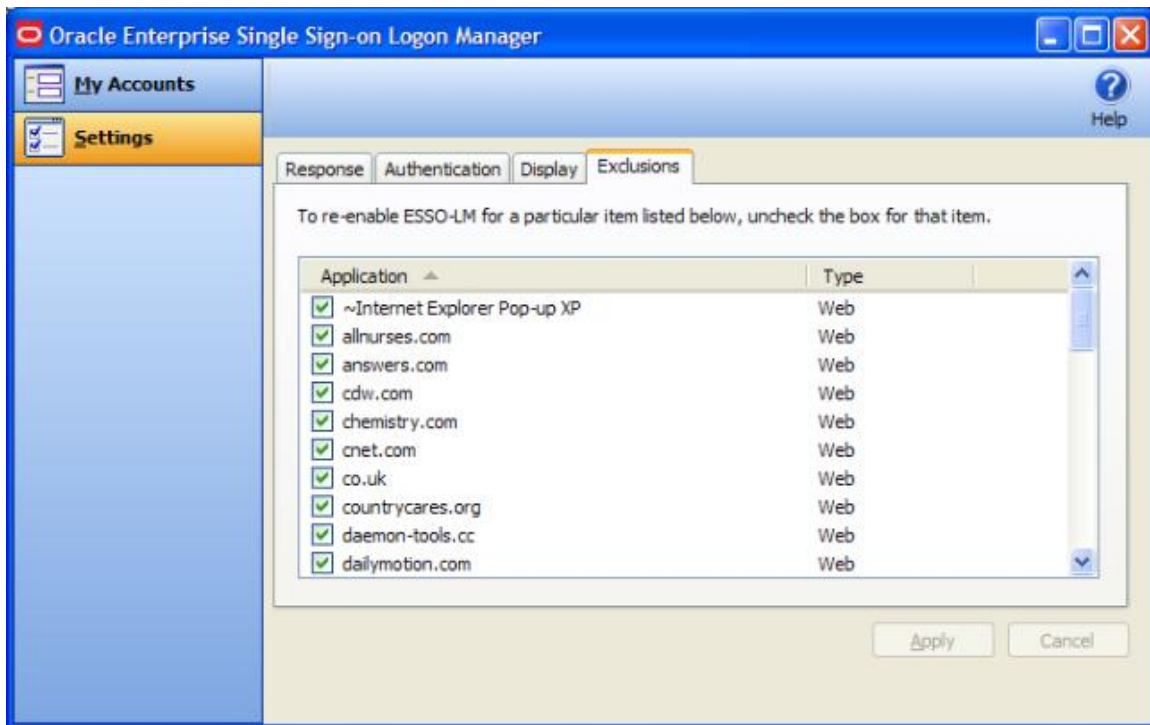 Oracle Enterprise Single Sign-on Logon Manager
My Accounts
Settings
Help
Response Authentication Display Exclusions
To re-enable ESSO-LM for a particular item listed below, uncheck the box for that item.
Application Type
~Internet Explorer Pop-up XP Web
allnurses.com Web
answers.com Web
cdw.com Web
chemistry.com Web
cnet.com Web
co.uk Web
countrycares.org Web
daemon-tools.cc Web
dailymotion.com Web
Apply Cancel